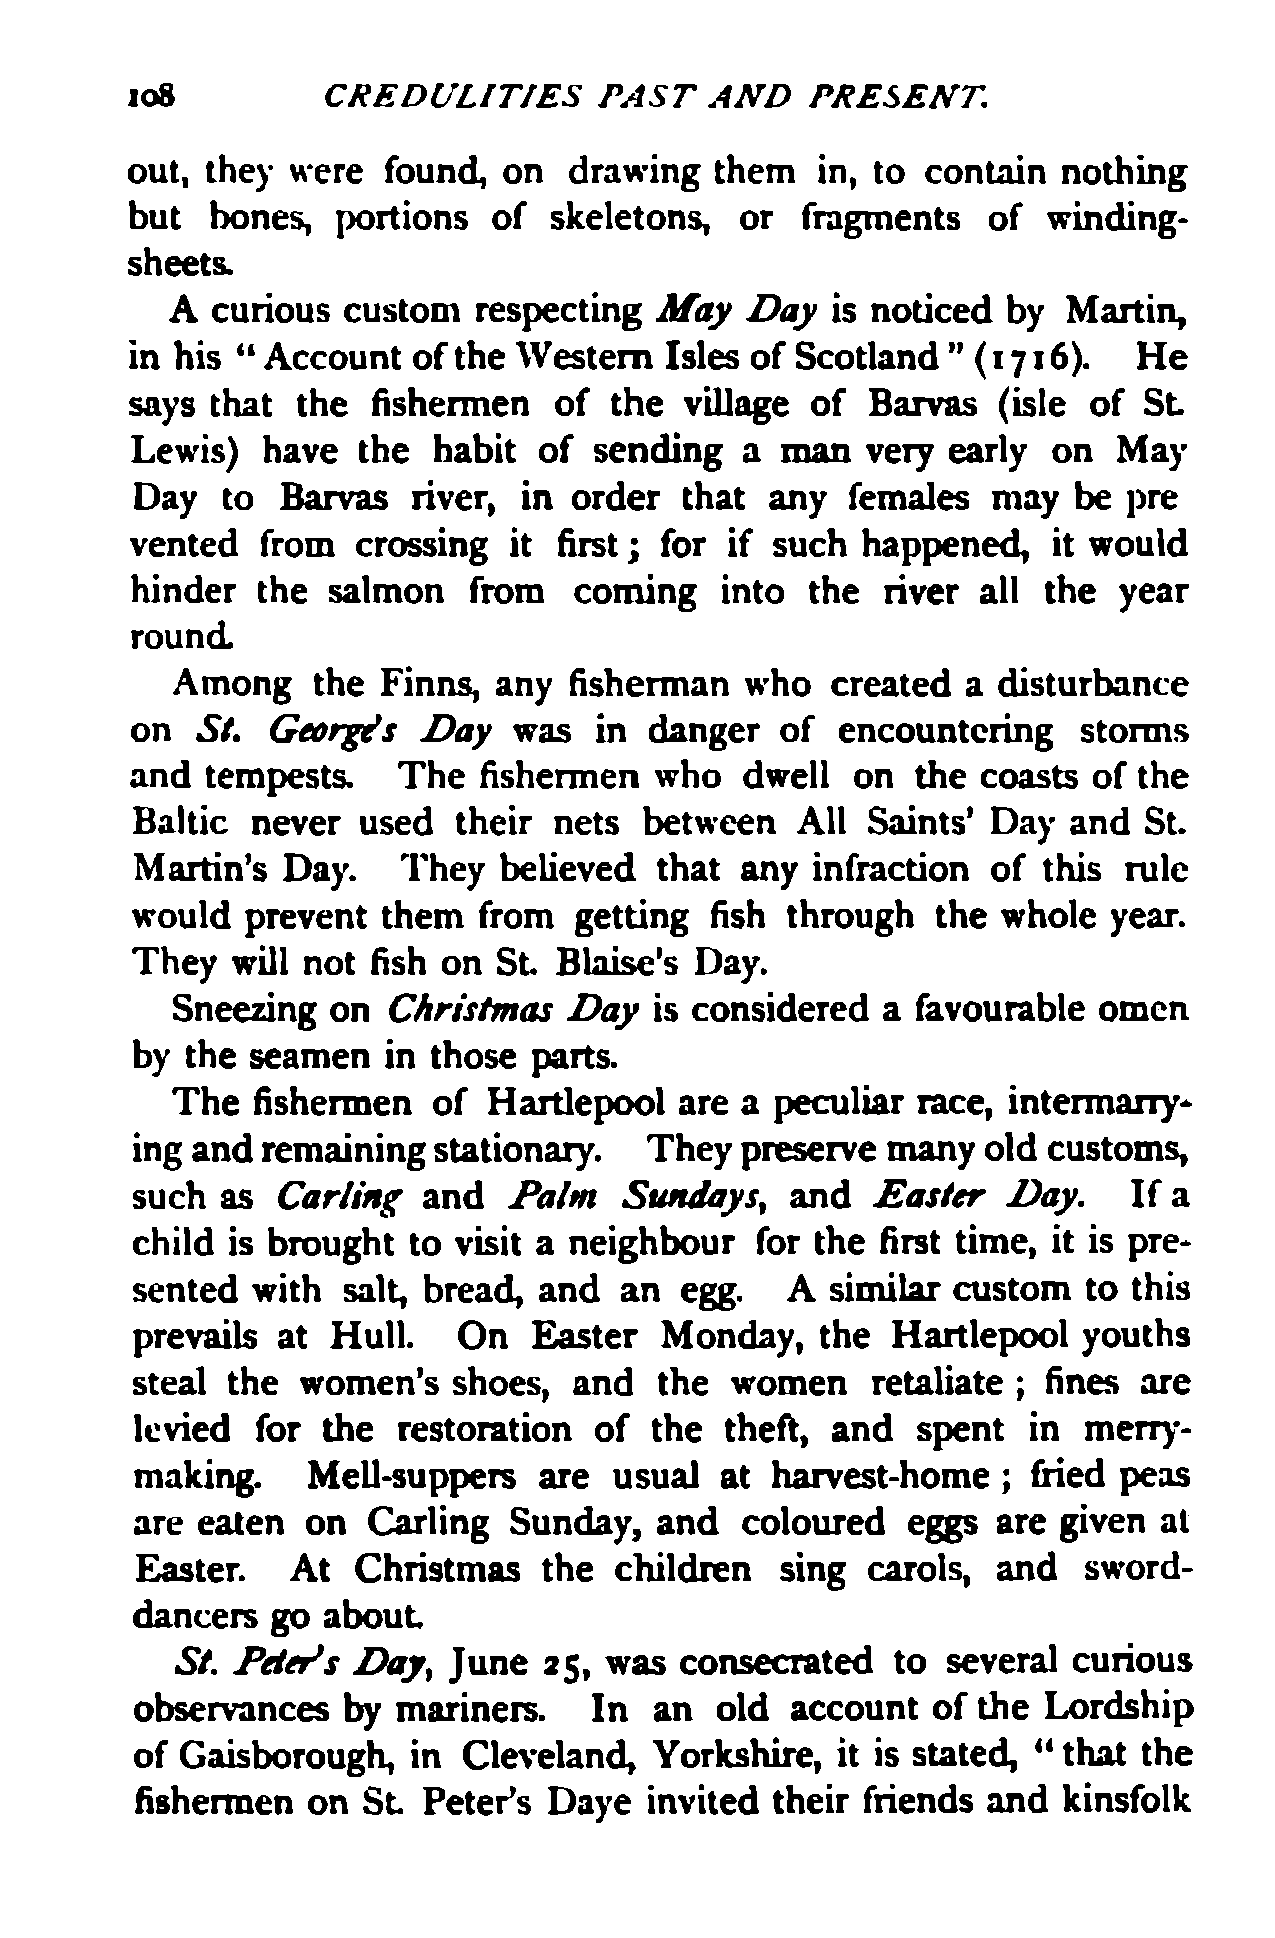 108 CREDULITIES PAST AND PRESENT.
out, they were found, on drawing them in, to contain nothing
but bones, portions of skeletons, or fragments of winding-
sheets.
A curious custom respecting May Day is noticed by Martin,
in his “Account of the Western Isles of Scotland” (1716). He
says that the fishermen of the village of Barvas (isle of St.
Lewis) have the habit of sending a man very early on May
Day to Barvas river, in order that any females may be pre
vented from crossing it first; for if such happened, it would
hinder the salmon from coming into the river all the year
round.
Among the Finns, any fisherman who created a disturbance
on St. George's Day was in danger of encountering storms
and tempests. The fishermen who dwell on the coasts of the
Baltic never used their nets between All Saints' Day and St.
Martin's Day. They believed that any infraction of this rule
would prevent them from getting fish through the whole year.
They will not fish on St. Blaise's Day.
Sneezing on Christmas Day is considered a favourable omen
by the seamen in those parts.
The fishermen of Hartlepool are a peculiar race, intermarry-
ing and remaining stationary. They preserve many old customs,
such as Carling and Palm Sundays, and Easter Day. If a
child is brought to visit a neighbour for the first time, it is pre-
sented with salt, bread, and an egg. A similar custom to this
prevails at Hull. On Easter Monday, the Hartlepool youths
steal the women's shoes, and the women retaliate; fines are
levied for the restoration of the theft, and spent in merry-
making. Mell-suppers are usual at harvest-home; fried peas
are eaten on Carling Sunday, and coloured eggs are given at
Easter. At Christmas the children sing carols, and sword-
dancers go about.
St. Peter's Day, June 25, was consecrated to several curious
observances by mariners. In an old account of the Lordship
of Gaisborough, in Cleveland, Yorkshire, it is stated, “that the
fishermen on St. Peter's Daye invited their friends and kinsfolk